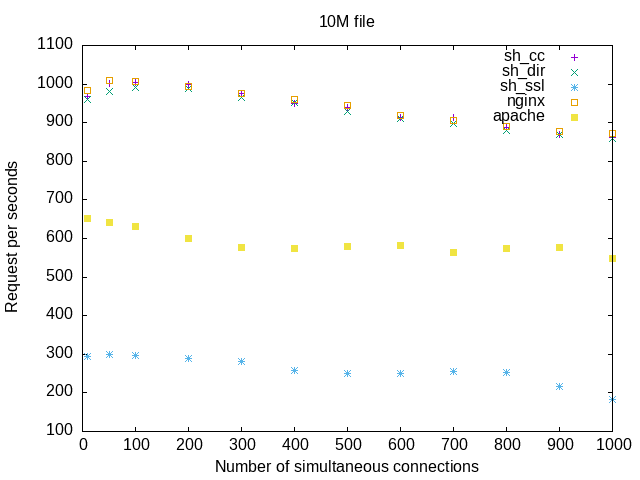 10M file
1100
1000
900
800
700
600
500
400
300
200
100
Request per seconds
sh_cc
sh_dir
sh_ssl
nginx
apache
0 100 200 300 400 500 600 700 800 900 1000
Number of simultaneous connections